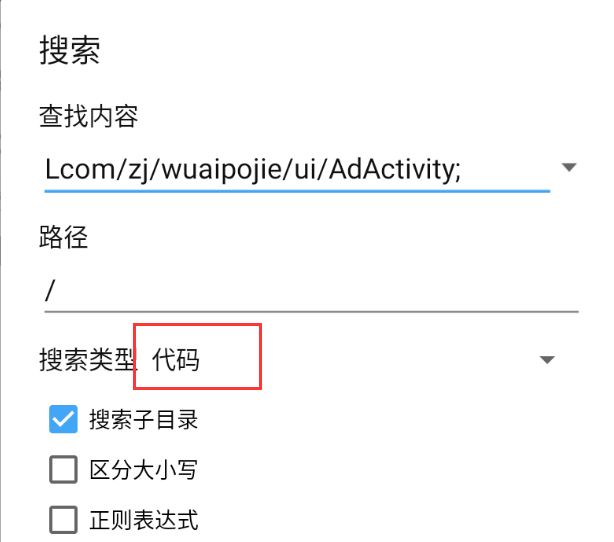 搜索
查找内容
Lcom/zj/wuaipojie/ui/AdActivity;
路径
/
搜索类型 代码
搜索子目录
区分大小写
正则表达式